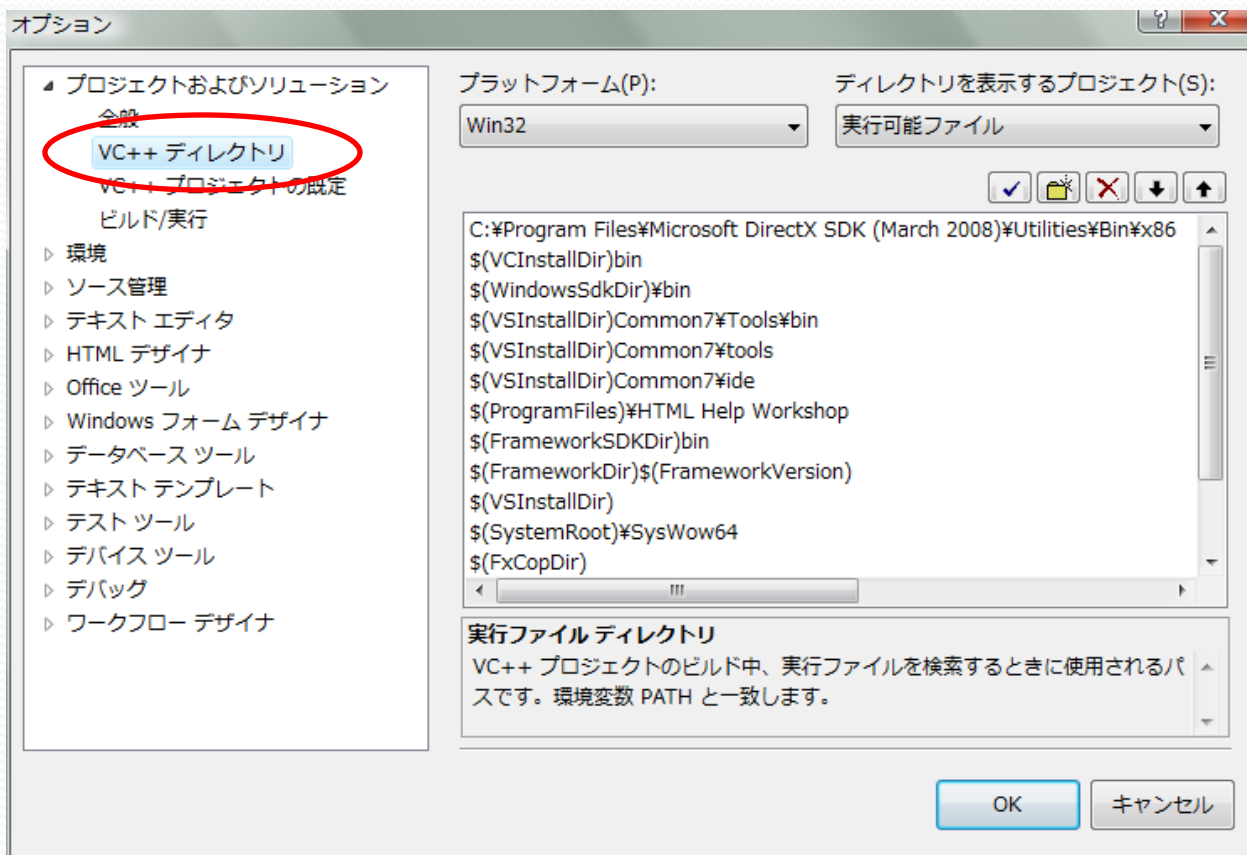 オプション
プロジェクトおよびソリューション
全般
VC++ ディレクトリ
VC++ プロジェクトの既定
ビルド/実行
環境
ソース管理
テキスト エディタ
HTML デザイナ
Office ツール
Windows フォーム デザイナ
データベース ツール
テキスト テンプレート
テスト ツール
デバイス ツール
デバッグ
ワークフロー デザイナ
プラットフォーム(P):
Win32
ディレクトリを表示するプロジェクト(S):
実行可能ファイル
C:¥Program Files¥Microsoft DirectX SDK (March 2008)¥Utilities¥Bin¥x86
$(VCInstallDir)bin
$(WindowsSdkDir)¥bin
$(VSInstallDir)Common7¥Tools¥bin
$(VSInstallDir)Common7¥tools
$(VSInstallDir)Common7¥ide
$(ProgramFiles)¥HTML Help Workshop
$(FrameworkSDKDir)bin
$(FrameworkDir)$(FrameworkVersion)
$(VSInstallDir)
$(SystemRoot)¥SysWow64
$(FxCopDir)
実行ファイル ディレクトリ
VC++ プロジェクトのビルド中、実行ファイルを検索するときに使用されるパ
スです。環境変数 PATH と一致します。
OK
キャンセル